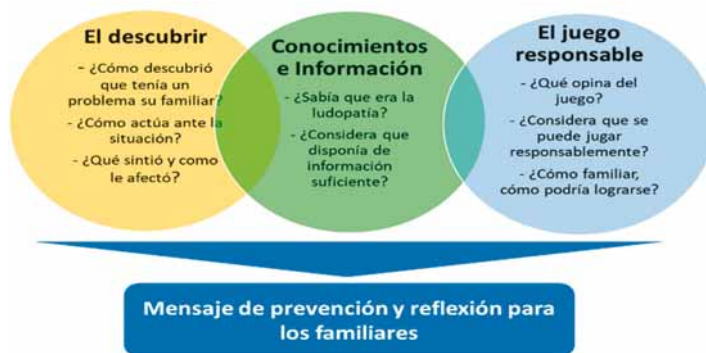 El descubrir
- ¿Cómo descubrió
que tenía un
problema su familiar?
- ¿Cómo actúa ante la
situación?
- ¿Qué sintió y como
le afectó?
Conocimientos
e Información
- ¿Sabía que era la
ludopatía?
- ¿Considera que
disponía de
información
suficiente?
El juego
responsable
- ¿Qué opina del
juego?
- ¿Considera que se
puede jugar
responsablemente?
- ¿Cómo familiar,
cómo podría lograrse?
Mensaje de prevención y reflexión para
los familiares